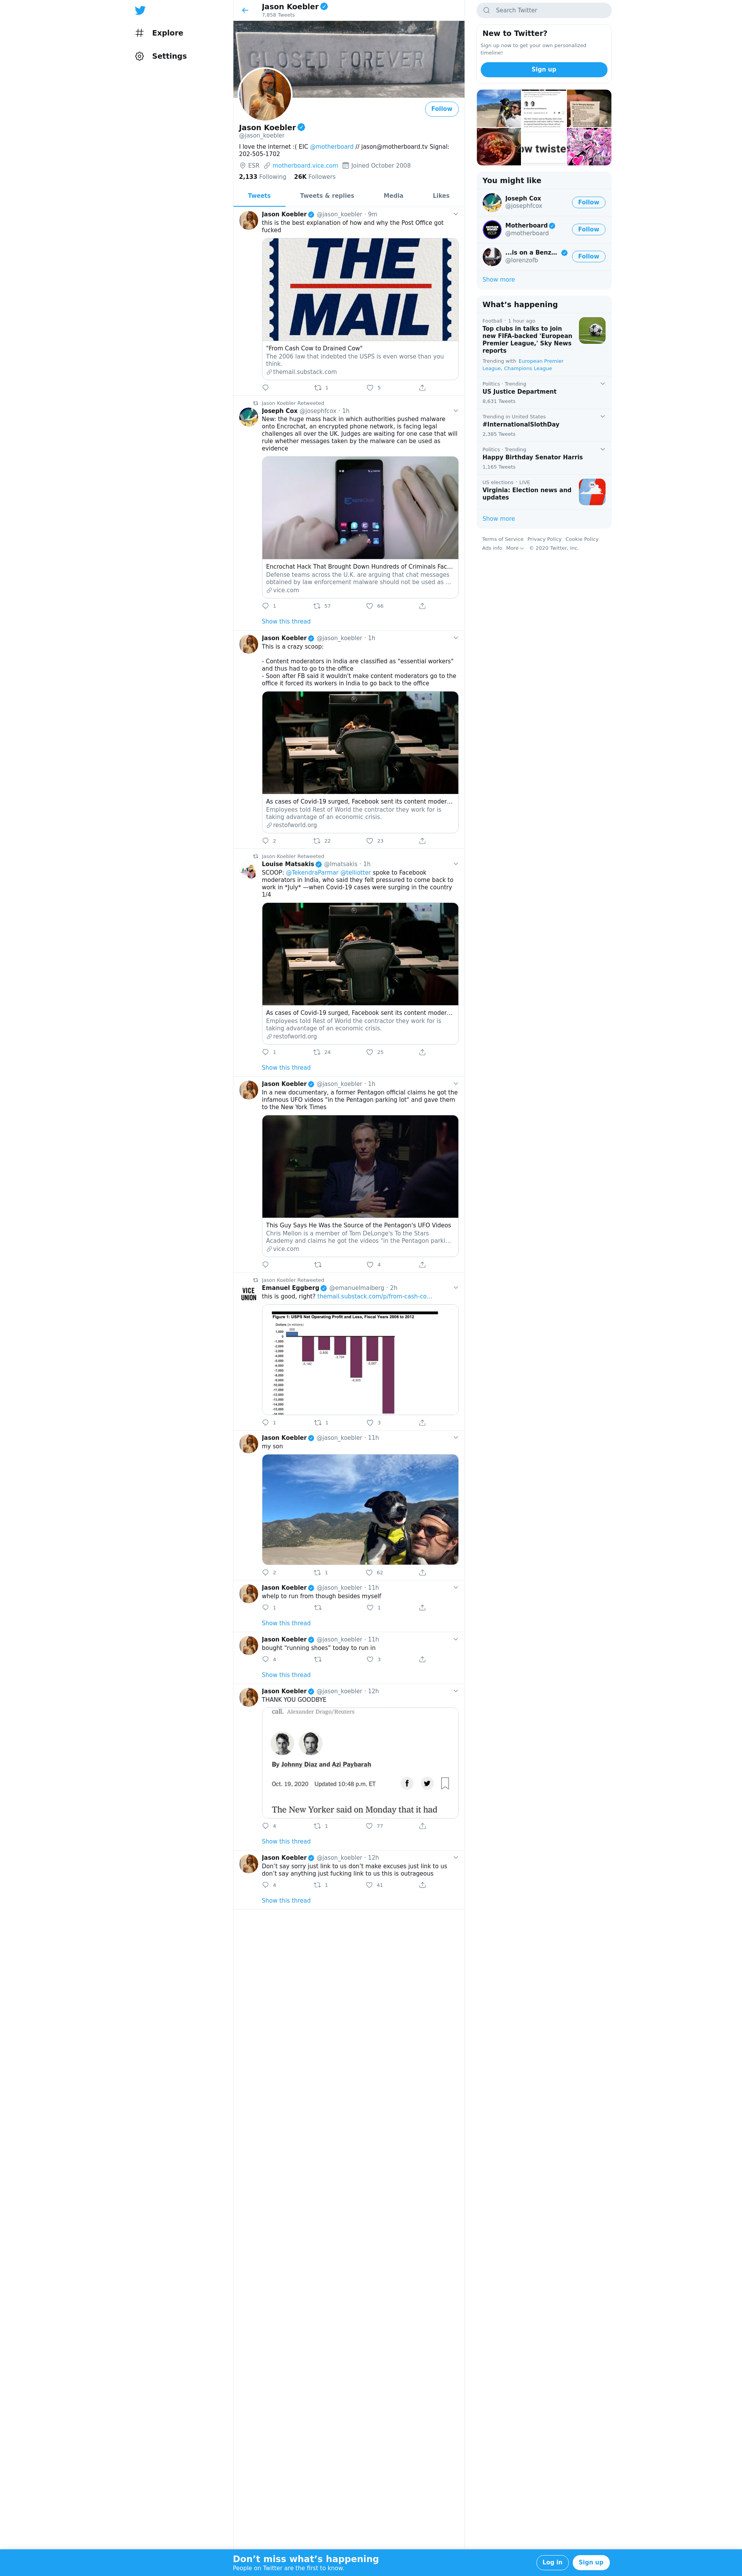 Explore
Settings
Jason Koebler
7,858 Tweets
CLOSED FOREVER
Follow
Jason Koebler
@jason_koebler
I love the internet :( EIC @motherboard // jason@motherboard.tv Signal:
202-505-1702
ESR motherboard.vice.com Joined October 2008
2,133 Following 26K Followers
Tweets Tweets & replies Media Likes
Jason Koebler @jason_koebler · 9m
this is the best explanation of how and why the Post Office got
fucked
THE
MAIL
"From Cash Cow to Drained Cow"
The 2006 law that indebted the USPS is even worse than you
think.
themail.substack.com
1 5
Jason Koebler Retweeted
Joseph Cox @josephfcox · 1h
New: the huge mass hack in which authorities pushed malware
onto Encrochat, an encrypted phone network, is facing legal
challenges all over the UK. Judges are waiting for one case that will
rule whether messages taken by the malware can be used as
evidence
Encrochat Hack That Brought Down Hundreds of Criminals Fac...
Defense teams across the U.K. are arguing that chat messages
obtained by law enforcement malware should not be used as ...
vice.com
1 57 66
Show this thread
Jason Koebler @jason_koebler · 1h
This is a crazy scoop:
- Content moderators in India are classified as "essential workers"
and thus had to go to the office
- Soon after FB said it wouldn't make content moderators go to the
office it forced its workers in India to go back to the office
As cases of Covid-19 surged, Facebook sent its content moder...
Employees told Rest of World the contractor they work for is
taking advantage of an economic crisis.
restofworld.org
2 22 23
Jason Koebler Retweeted
Louise Matsakis @lmatsakis · 1h
SCOOP: @TekendraParmar @telliotter spoke to Facebook
moderators in India, who said they felt pressured to come back to
work in *July* —when Covid-19 cases were surging in the country
1/4
As cases of Covid-19 surged, Facebook sent its content moder...
Employees told Rest of World the contractor they work for is
taking advantage of an economic crisis.
restofworld.org
1 24 25
Show this thread
Jason Koebler @jason_koebler · 1h
In a new documentary, a former Pentagon official claims he got the
infamous UFO videos "in the Pentagon parking lot" and gave them
to the New York Times
This Guy Says He Was the Source of the Pentagon's UFO Videos
Chris Mellon is a member of Tom DeLonge's To the Stars
Academy and claims he got the videos "in the Pentagon parki...
vice.com
4
Jason Koebler Retweeted
VICE
UNION
Emanuel Eggberg @emanuelmaiberg · 2h
this is good, right? themail.substack.com/p/from-cash-co...
Figure 1: USPS Net Operating Profit and Loss, Fiscal Years 2006 to 2012
1 1 3
Jason Koebler @jason_koebler · 11h
my son
2 1 62
Jason Koebler @jason_koebler · 11h
whelp to run from though besides myself
1 1
Show this thread
Jason Koebler @jason_koebler · 11h
bought "running shoes" today to run in
4 3
Show this thread
Jason Koebler @jason_koebler · 12h
THANK YOU GOODBYE
call. Alexander Drago/Reuters
By Johnny Diaz and Azi Paybarah
Oct. 19, 2020 Updated 10:48 p.m. ET
The New Yorker said on Monday that it had
4 1 77
Show this thread
Jason Koebler @jason_koebler · 12h
Don't say sorry just link to us don't make excuses just link to us
don't say anything just fucking link to us this is outrageous
4 1 41
Show this thread
Search Twitter
New to Twitter?
Sign up now to get your own personalized
timeline!
Sign up
ow twiste
You might like
Joseph Cox
@josephfcox
Follow
Motherboard
@motherboard
Follow
...is on a Benz...
@lorenzofb
Follow
Show more
What's happening
Football · 1 hour ago
Top clubs in talks to join
new FIFA-backed 'European
Premier League,' Sky News
reports
Trending with European Premier
League, Champions League
Politics · Trending
US Justice Department
8,631 Tweets
Trending in United States
#InternationalSlothDay
2,385 Tweets
Politics · Trending
Happy Birthday Senator Harris
1,165 Tweets
US elections · LIVE
Virginia: Election news and
updates
Show more
Terms of Service Privacy Policy Cookie Policy
Ads info More © 2020 Twitter, Inc.
Don't miss what's happening
People on Twitter are the first to know.
Log in
Sign up